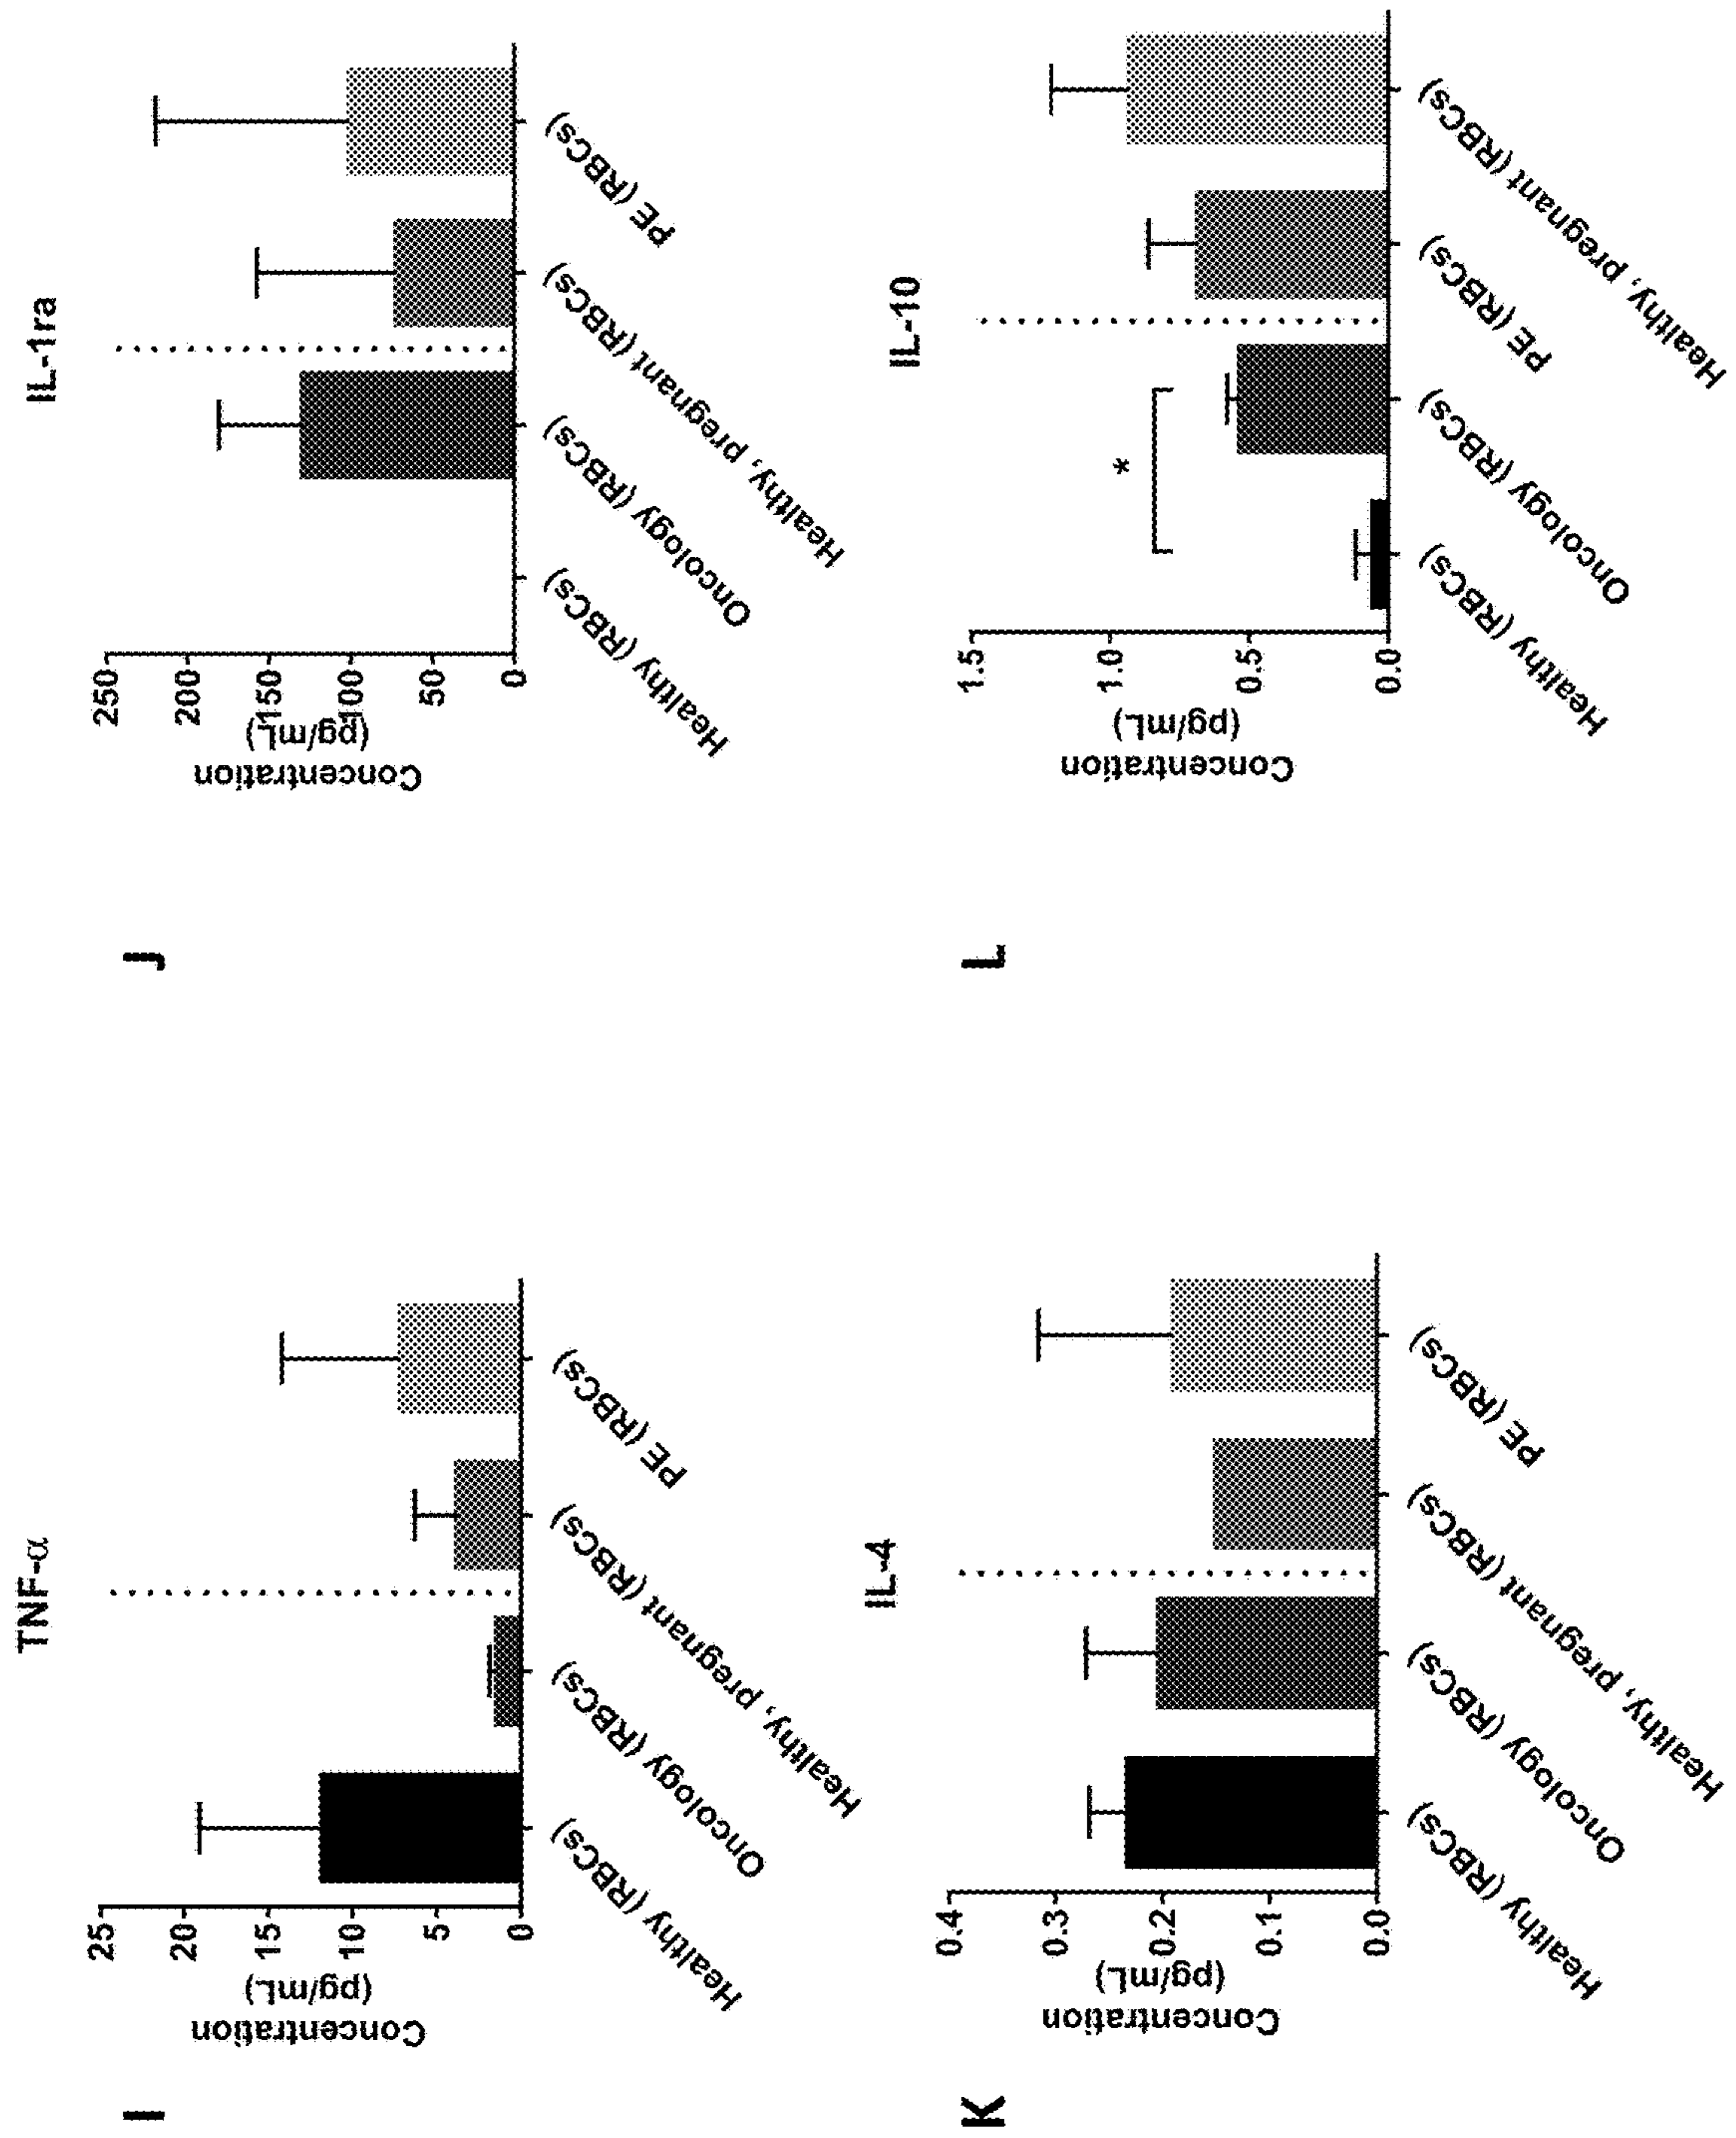 I
TNF-α
Concentration
(pg/mL)
25
20
15
10
5
0
Healthy (RBCs)
Oncology (RBCs)
Healthy, pregnant (RBCs)
PE (RBCs)
J
IL-1ra
Concentration
(pg/mL)
250
200
150
100
50
0
Healthy (RBCs)
Oncology (RBCs)
Healthy, pregnant (RBCs)
PE (RBCs)
K
IL-4
Concentration
(pg/mL)
0.4
0.3
0.2
0.1
0.0
Healthy (RBCs)
Oncology (RBCs)
Healthy, pregnant (RBCs)
PE (RBCs)
L
IL-10
Concentration
(pg/mL)
1.5
1.0
0.5
0.0
*
Healthy (RBCs)
Oncology (RBCs)
PE (RBCs)
Healthy, pregnant (RBCs)